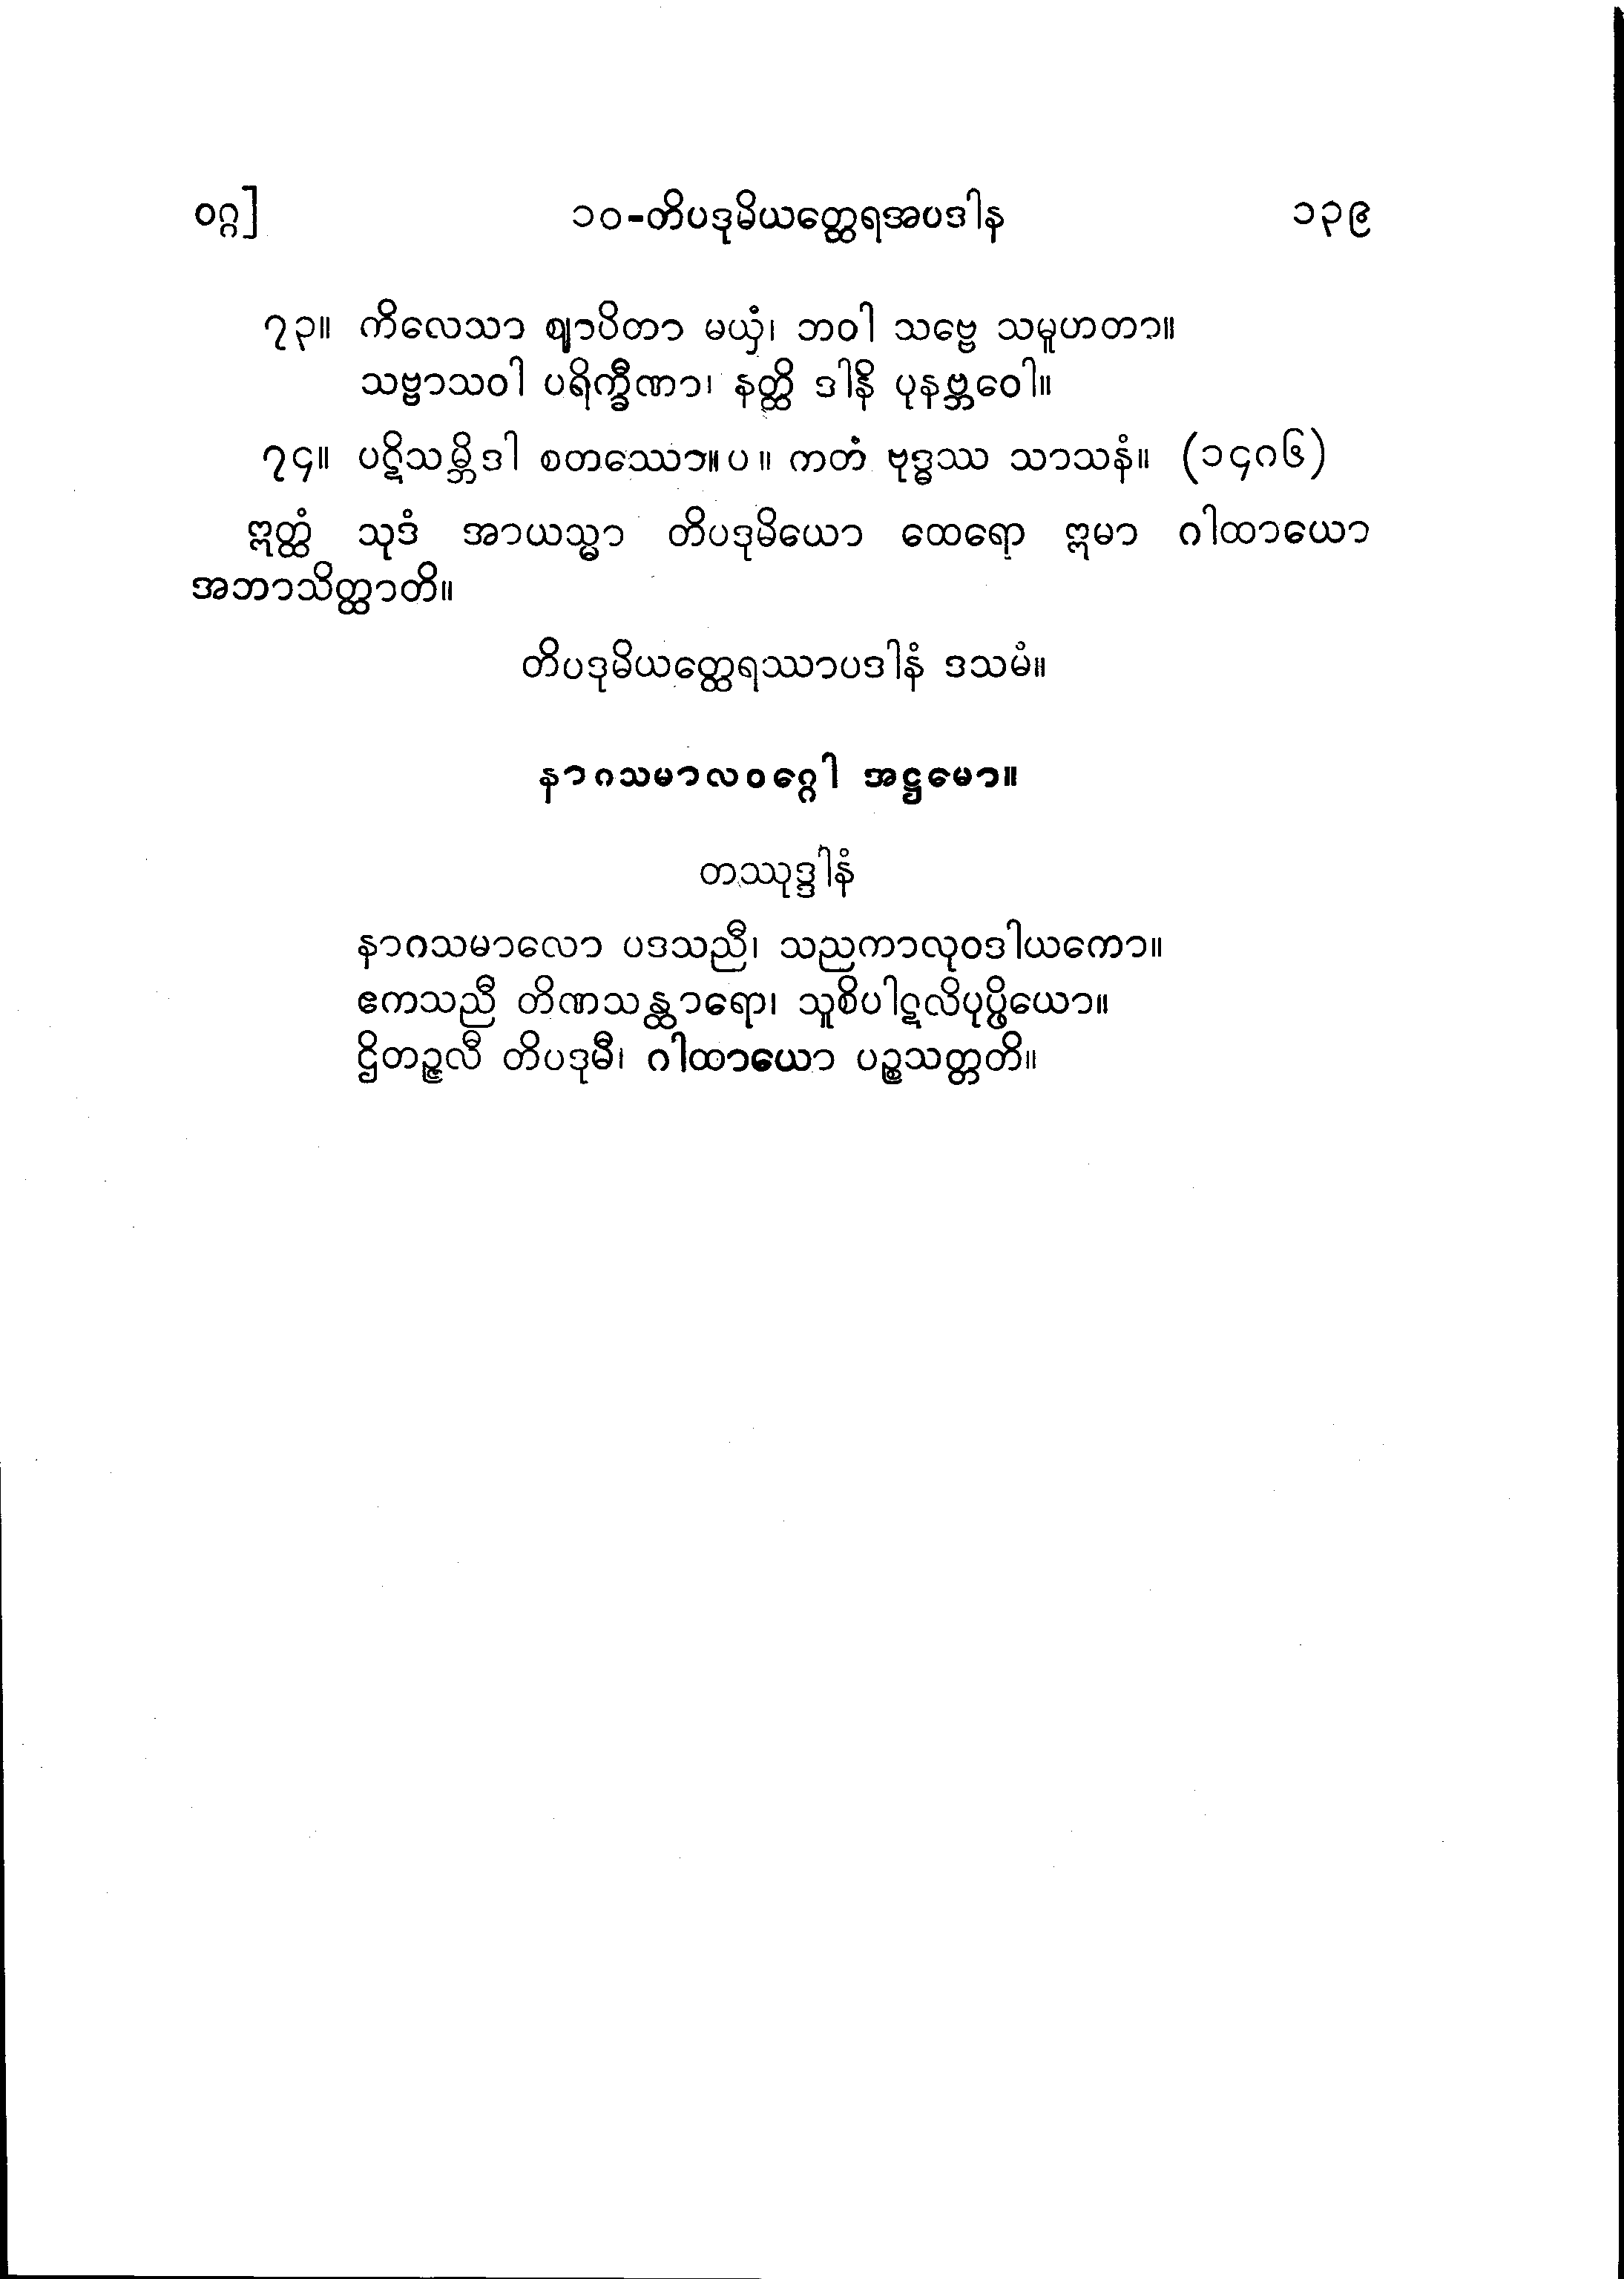 ဝဂ္ဂ] ၁၀-တိပဒုမိယတ္ထေရအပဒါန ၁၃၉
၇၃။ ကိလေသာ ဈာပိတာ မယှံ၊ ဘဝါ သဗ္ဗေ သမူဟတာ။
သဗ္ဗာသဝါ ပရိက္ခီဏာ၊ နတ္ထိ ဒါနိ ပုနဗ္ဘဝေါ။
၇၄။ ပဋိသမ္ဘိဒါ စတဿော။ပ။ ကတံ ဗုဒ္ဓဿ သာသနံ။ (၁၄၈၆)
ဣတ္ထံ သုဒံ အာယသ္မာ တိပဒုမိယော ထေရော ဣမာ ဂါထာယော
အဘာသိတ္ထာတိ။
တိပဒုမိယတ္ထေရဿာပဒါနံ ဒသမံ။
နာဂသမာလဝဂ္ဂေါ အဋ္ဌမော။
တဿုဒ္ဒါနံ
နာဂသမာလော ပဒသညီ၊ သညကာလုဝဒါယကော။
ဧကသညီ တိဏသန္ထာရော၊ သူစိပါဋလိပုပ္ဖိယော။
ဌိတဉ္ဇလီ တိပဒုမီ၊ ဂါထာယော ပဉ္စသတ္တတိ။